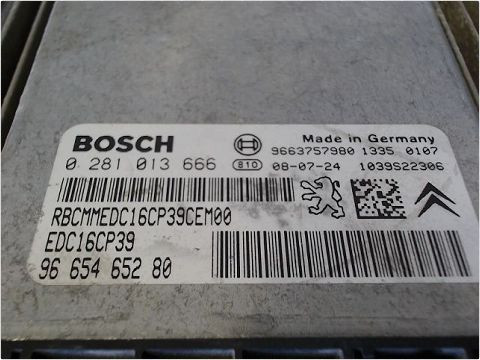 BOSCH
Made in Germany
9663757980 1335 0107
0 281 013 666 810 08-07-24 1039S22306
RBCMMEDC16CP39CEM00
EDC16CP39
96 654 652 80